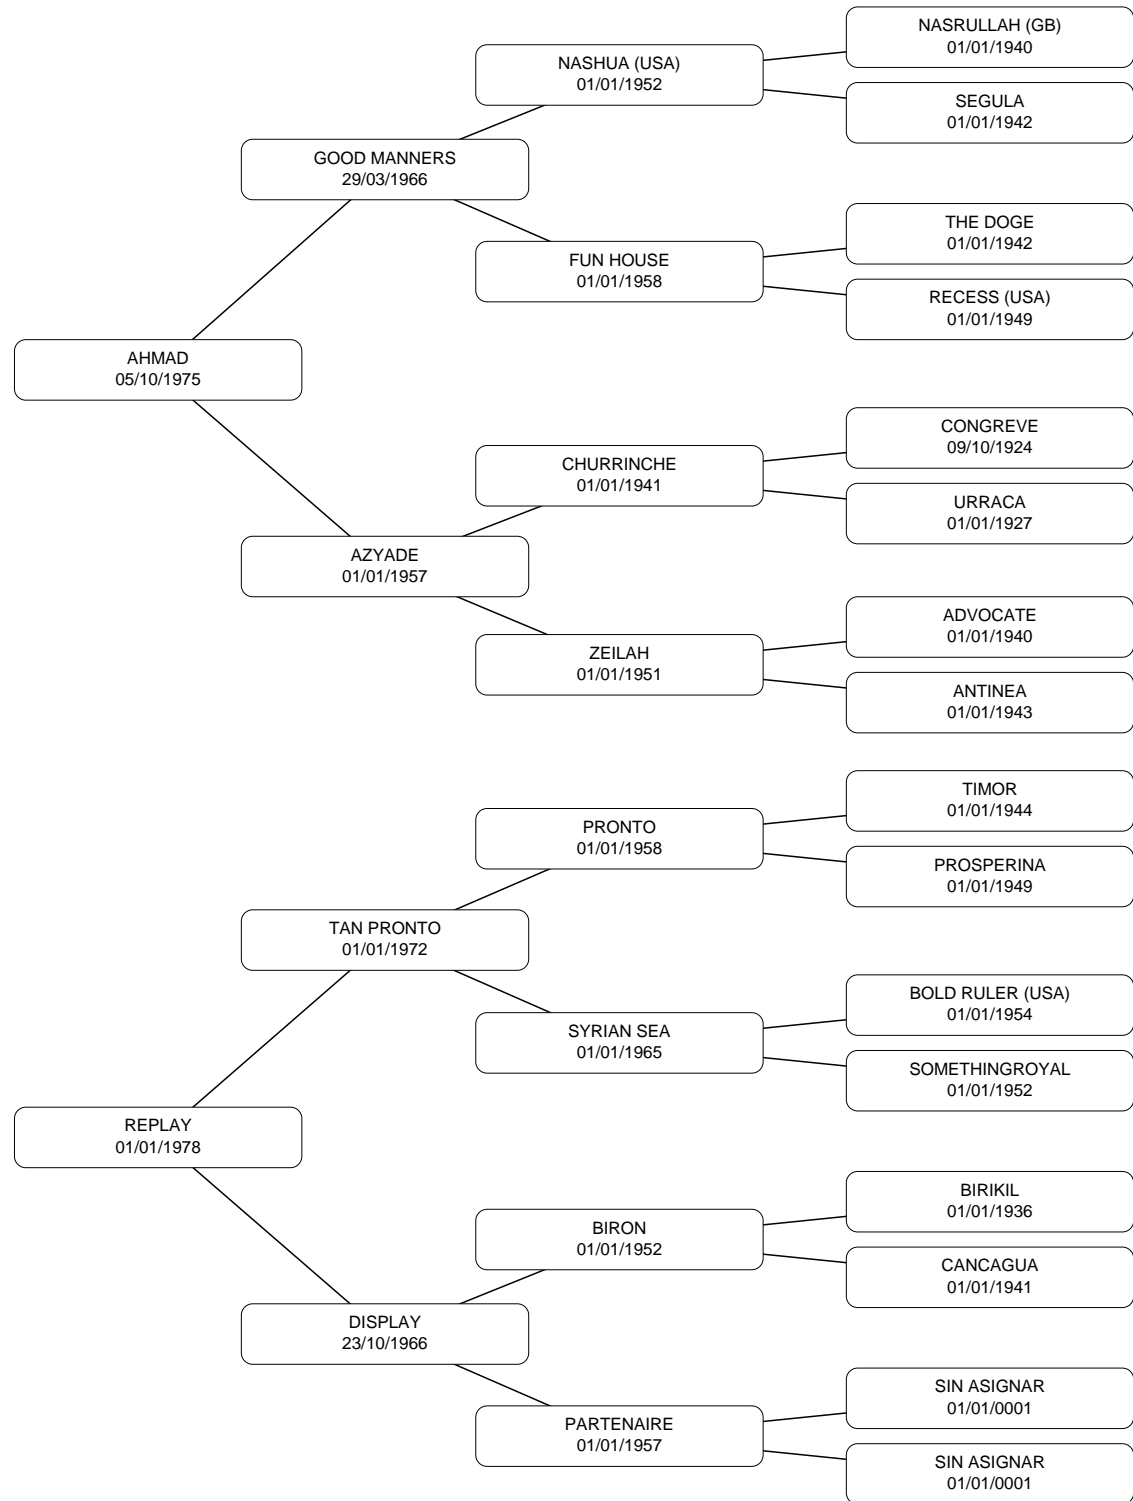 NASRULLAH (GB)
01/01/1940
NASHUA (USA)
01/01/1952
SEGULA
01/01/1942
GOOD MANNERS
29/03/1966
THE DOGE
01/01/1942
FUN HOUSE
01/01/1958
RECESS (USA)
01/01/1949
AHMAD
05/10/1975
CONGREVE
09/10/1924
CHURRINCHE
01/01/1941
URRACA
01/01/1927
AZYADE
01/01/1957
ADVOCATE
01/01/1940
ZEILAH
01/01/1951
ANTINEA
01/01/1943
TIMOR
01/01/1944
PRONTO
01/01/1958
PROSPERINA
01/01/1949
TAN PRONTO
01/01/1972
BOLD RULER (USA)
01/01/1954
SYRIAN SEA
01/01/1965
SOMETHINGROYAL
01/01/1952
REPLAY
01/01/1978
BIRIKIL
01/01/1936
BIRON
01/01/1952
CANCAGUA
01/01/1941
DISPLAY
23/10/1966
SIN ASIGNAR
01/01/0001
PARTENAIRE
01/01/1957
SIN ASIGNAR
01/01/0001